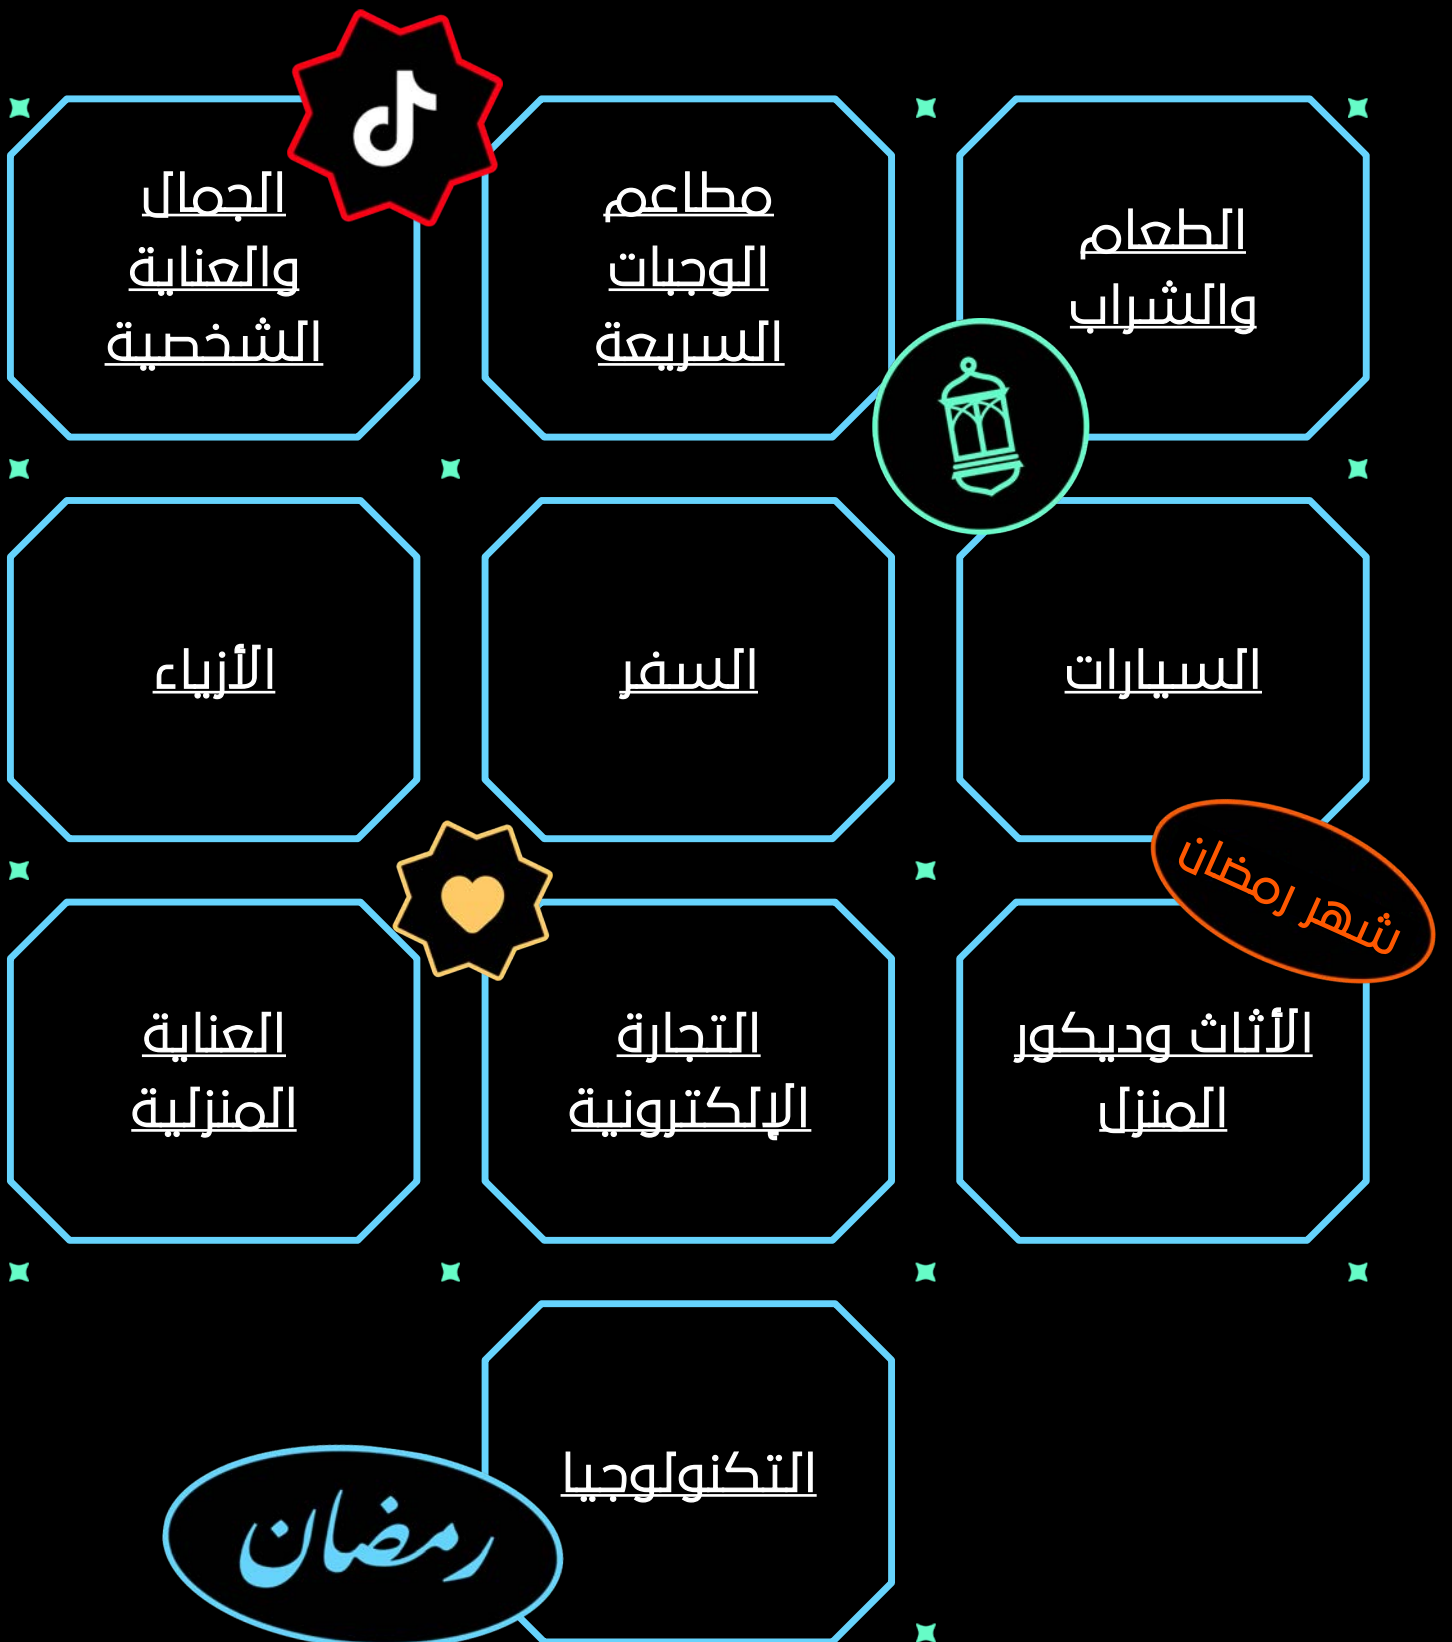 الطعام
والشراب
مطاعم
الوجبات
السريعة
الجمال
والعناية
الشخصية
السيارات
السفر
الأزياء
شهر رمضان
الأثاث وديكور
المنزل
التجارة
الإلكترونية
العناية
المنزلية
التكنولوجيا
رمضان